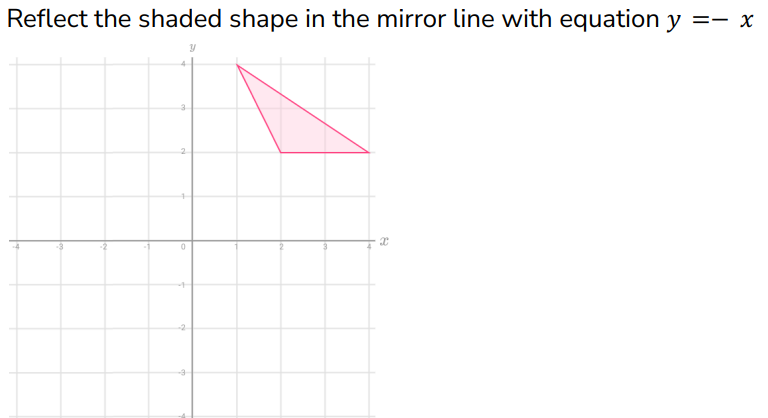 Reflect the shaded shape in the mirror line with equation y =− x
y
4
3
2
1
-4 -3 -2 -1 0 1 2 3 4 x
-1
-2
-3
-4